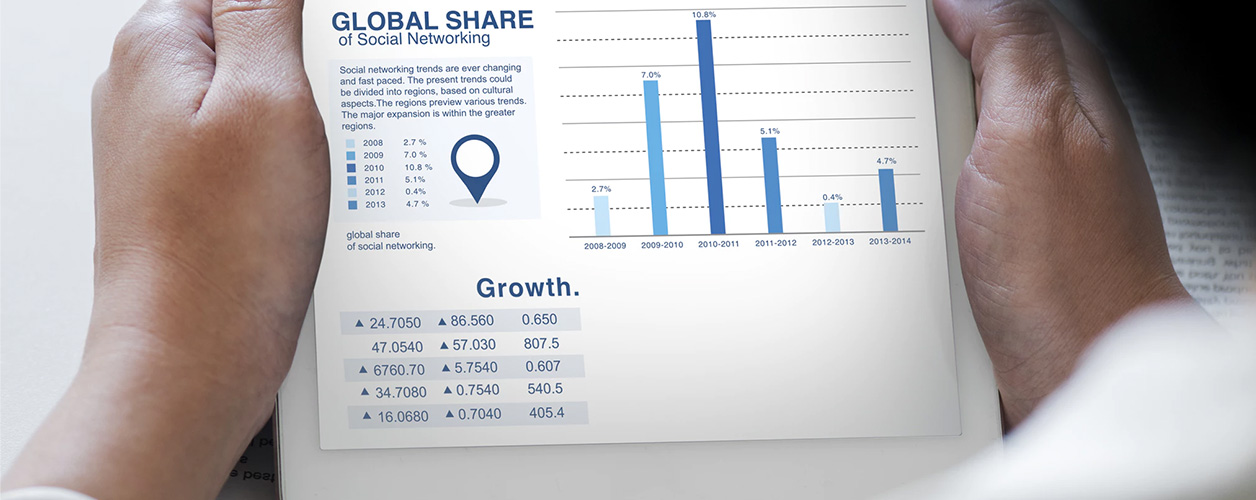 GLOBAL SHARE
of Social Networking
Social networking trends are ever changing
and fast paced. The present trends could
be divided into regions, based on cultural
aspects.The regions preview various trends.
The major expansion is within the greater
regions.
2008 2.7 %
2009 7.0 %
2010 10.8 %
2011 5.1%
2012 0.4%
2013 4.7 %
global share
of social networking.
10.8%
7.0%
5.1%
4.7%
2.7%
0.4%
2008-2009 2009-2010 2010-2011 2011-2012 2012-2013 2013-2014
Growth.
▲ 24.7050 ▲ 86.560 0.650
47.0540 ▲ 57.030 807.5
▲ 6760.70 ▲ 5.7540 0.607
▲ 34.7080 ▲ 0.7540 540.5
▲ 16.0680 ▲ 0.7040 405.4